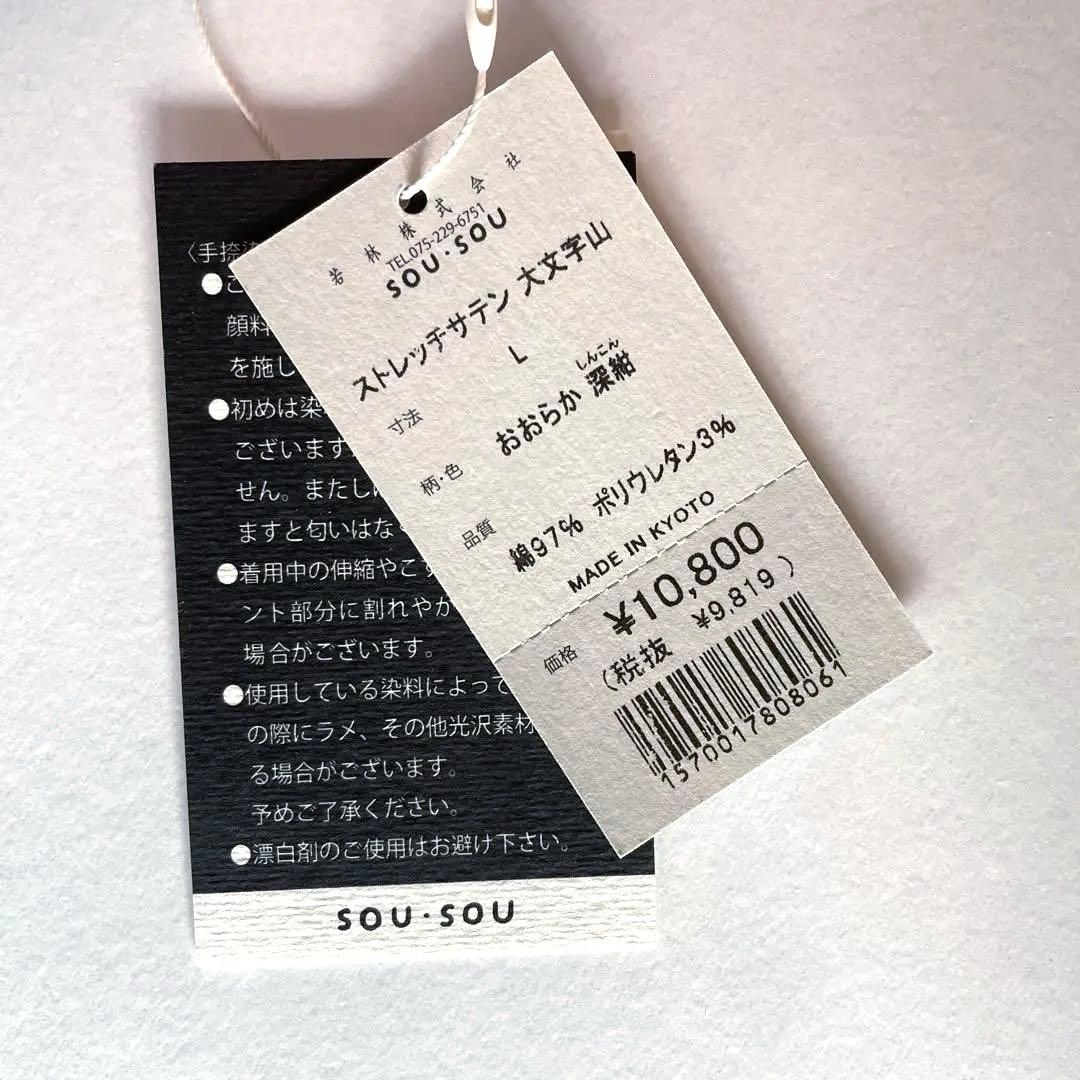 若林株式会社
TEL.075-229-6751
SOU・SOU
ストレッチサテン 大文字山
寸法 L
柄・色 おおらか 深紺
しんこん
品質 綿97% ポリウレタン3%
MADE IN KYOTO
価格 ¥10,800
(税抜 ¥9,819)
1570017808061
〈手捺染
●こ
顔料
を施し
●初めは染
ございます
せん。また
ますと匂いはな
●着用中の伸縮やこす
ント部分に割れやか
場合がございます。
●使用している染料によって
の際にラメ、その他光沢素材
る場合がございます。
予めご了承ください。
●漂白剤のご使用はお避け下さい。
SOU・SOU